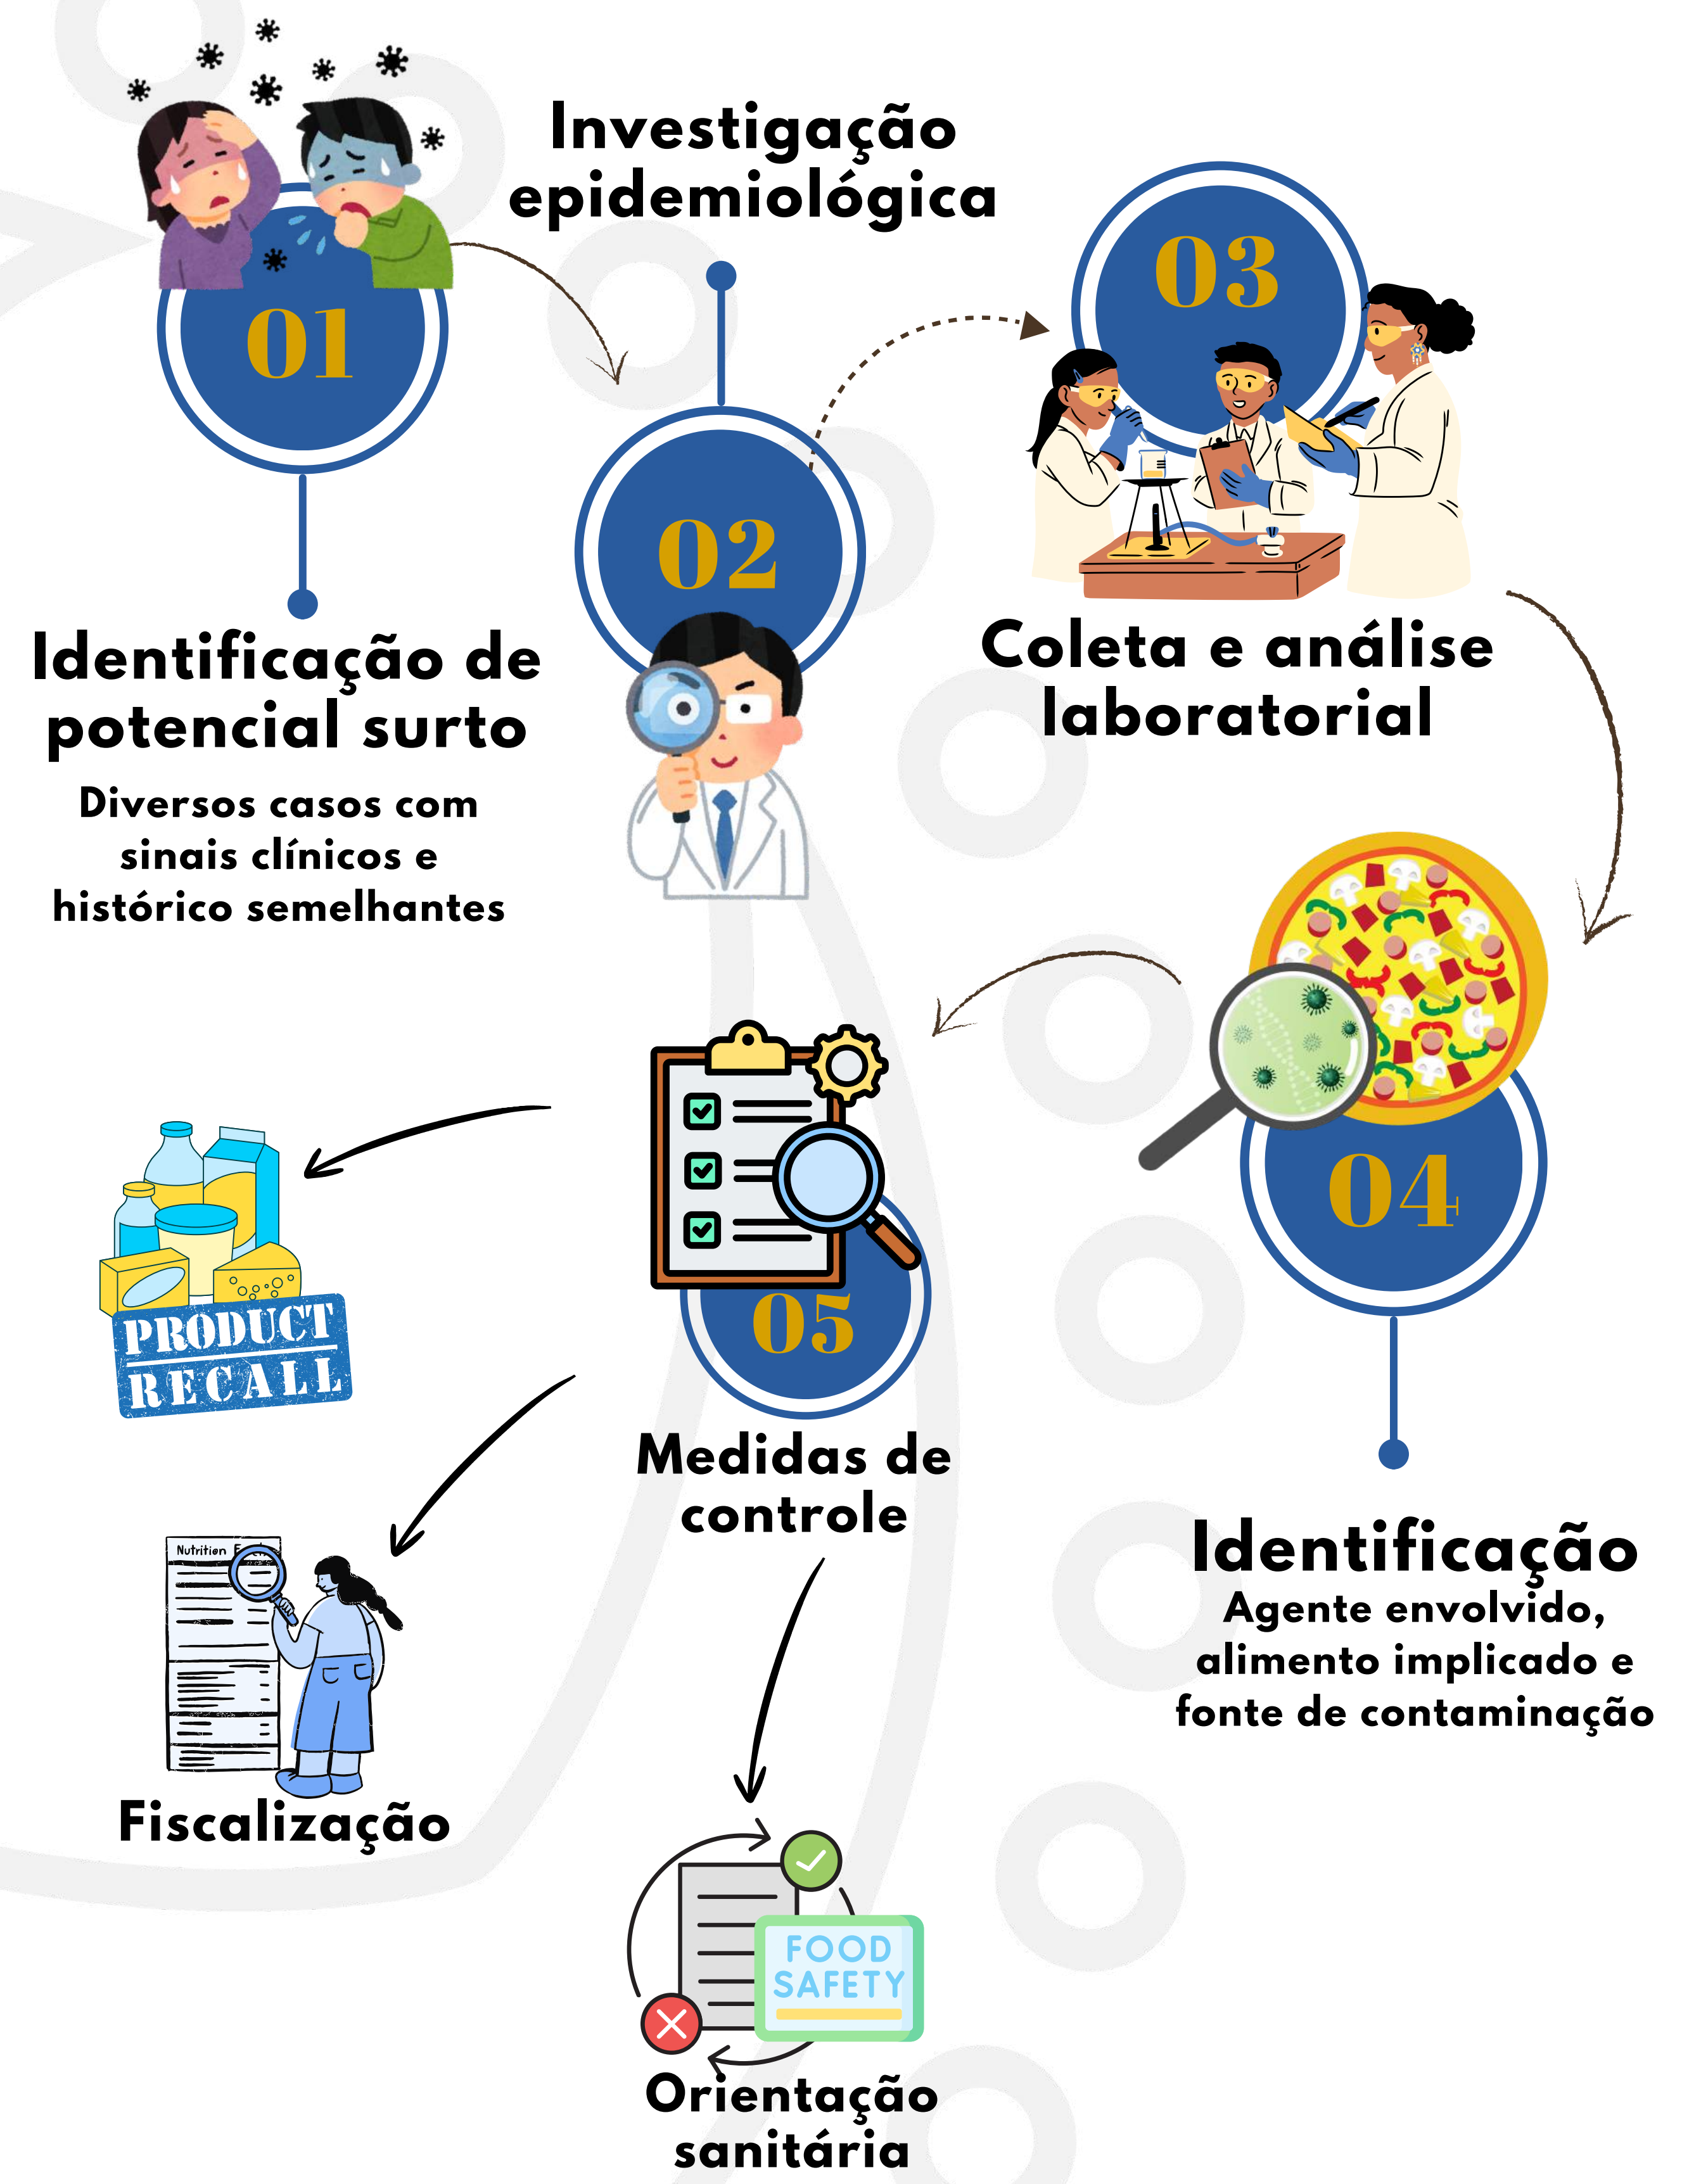 01
Identificação de
potencial surto
Diversos casos com
sinais clínicos e
histórico semelhantes
Investigação
epidemiológica
02
03
Coleta e análise
laboratorial
04
Identificação
Agente envolvido,
alimento implicado e
fonte de contaminação
05
Medidas de
controle
PRODUCT
RECALL
Nutrition
Fiscalização
FOOD
SAFETY
Orientação
sanitária